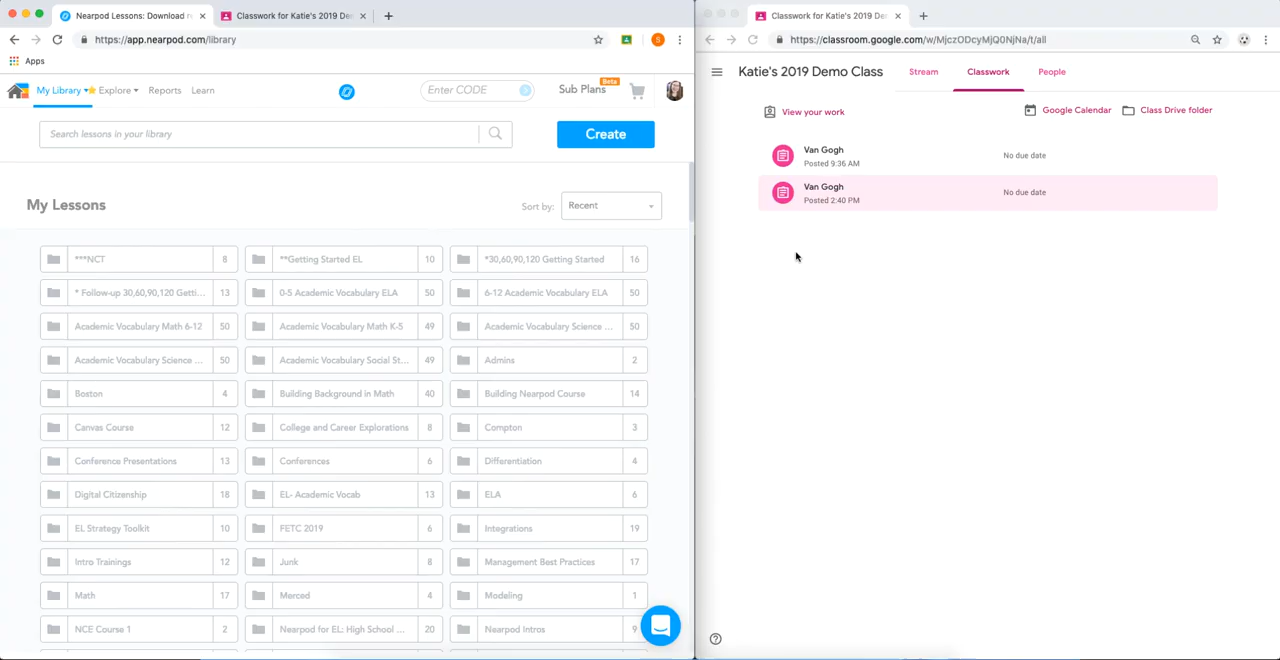 Nearpod Lessons: Download r
Classwork for Katie's 2019 De
https://app.nearpod.com/library
S
Apps
My Library
Explore
Reports
Learn
Enter CODE
Sub Plans
Beta
Search lessons in your library
Create
My Lessons
Sort by:
Recent
***NCT 8
**Getting Started EL 10
*30,60,90,120 Getting Started 16
* Follow-up 30,60,90,120 Getti... 13
0-5 Academic Vocabulary ELA 50
6-12 Academic Vocabulary ELA 50
Academic Vocabulary Math 6-12 50
Academic Vocabulary Math K-5 49
Academic Vocabulary Science ... 50
Academic Vocabulary Science ... 50
Academic Vocabulary Social St... 49
Admins 2
Boston 4
Building Background in Math 40
Building Nearpod Course 14
Canvas Course 12
College and Career Explorations 8
Compton 3
Conference Presentations 13
Conferences 6
Differentiation 4
Digital Citizenship 18
EL- Academic Vocab 13
ELA 6
EL Strategy Toolkit 10
FETC 2019 6
Integrations 19
Intro Trainings 12
Junk 8
Management Best Practices 17
Math 17
Merced 4
Modeling 1
NCE Course 1 2
Nearpod for EL: High School ... 20
Nearpod Intros 9
Classwork for Katie's 2019 De
https://classroom.google.com/w/MjczODcyMjQ0NjNa/t/all
Katie's 2019 Demo Class
Stream
Classwork
People
View your work
Google Calendar
Class Drive folder
Van Gogh
Posted 9:36 AM
No due date
Van Gogh
Posted 2:40 PM
No due date